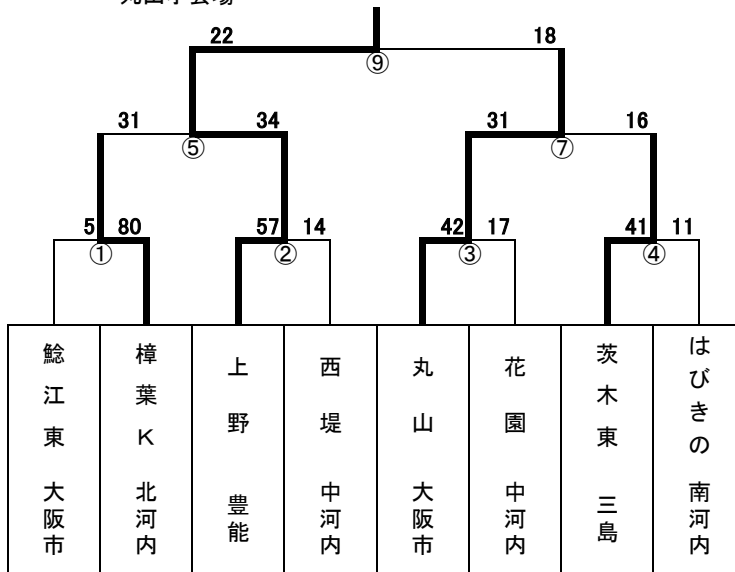 22 18
⑨
31 34 31 16
⑤ ⑦
5 80 57 14 42 17 41 11
① ② ③ ④
鯰江東 大阪市
樟葉K 北河内
上野 豊能
西堤 中河内
丸山 大阪市
花園 中河内
茨木東 三島
はびきの 南河内